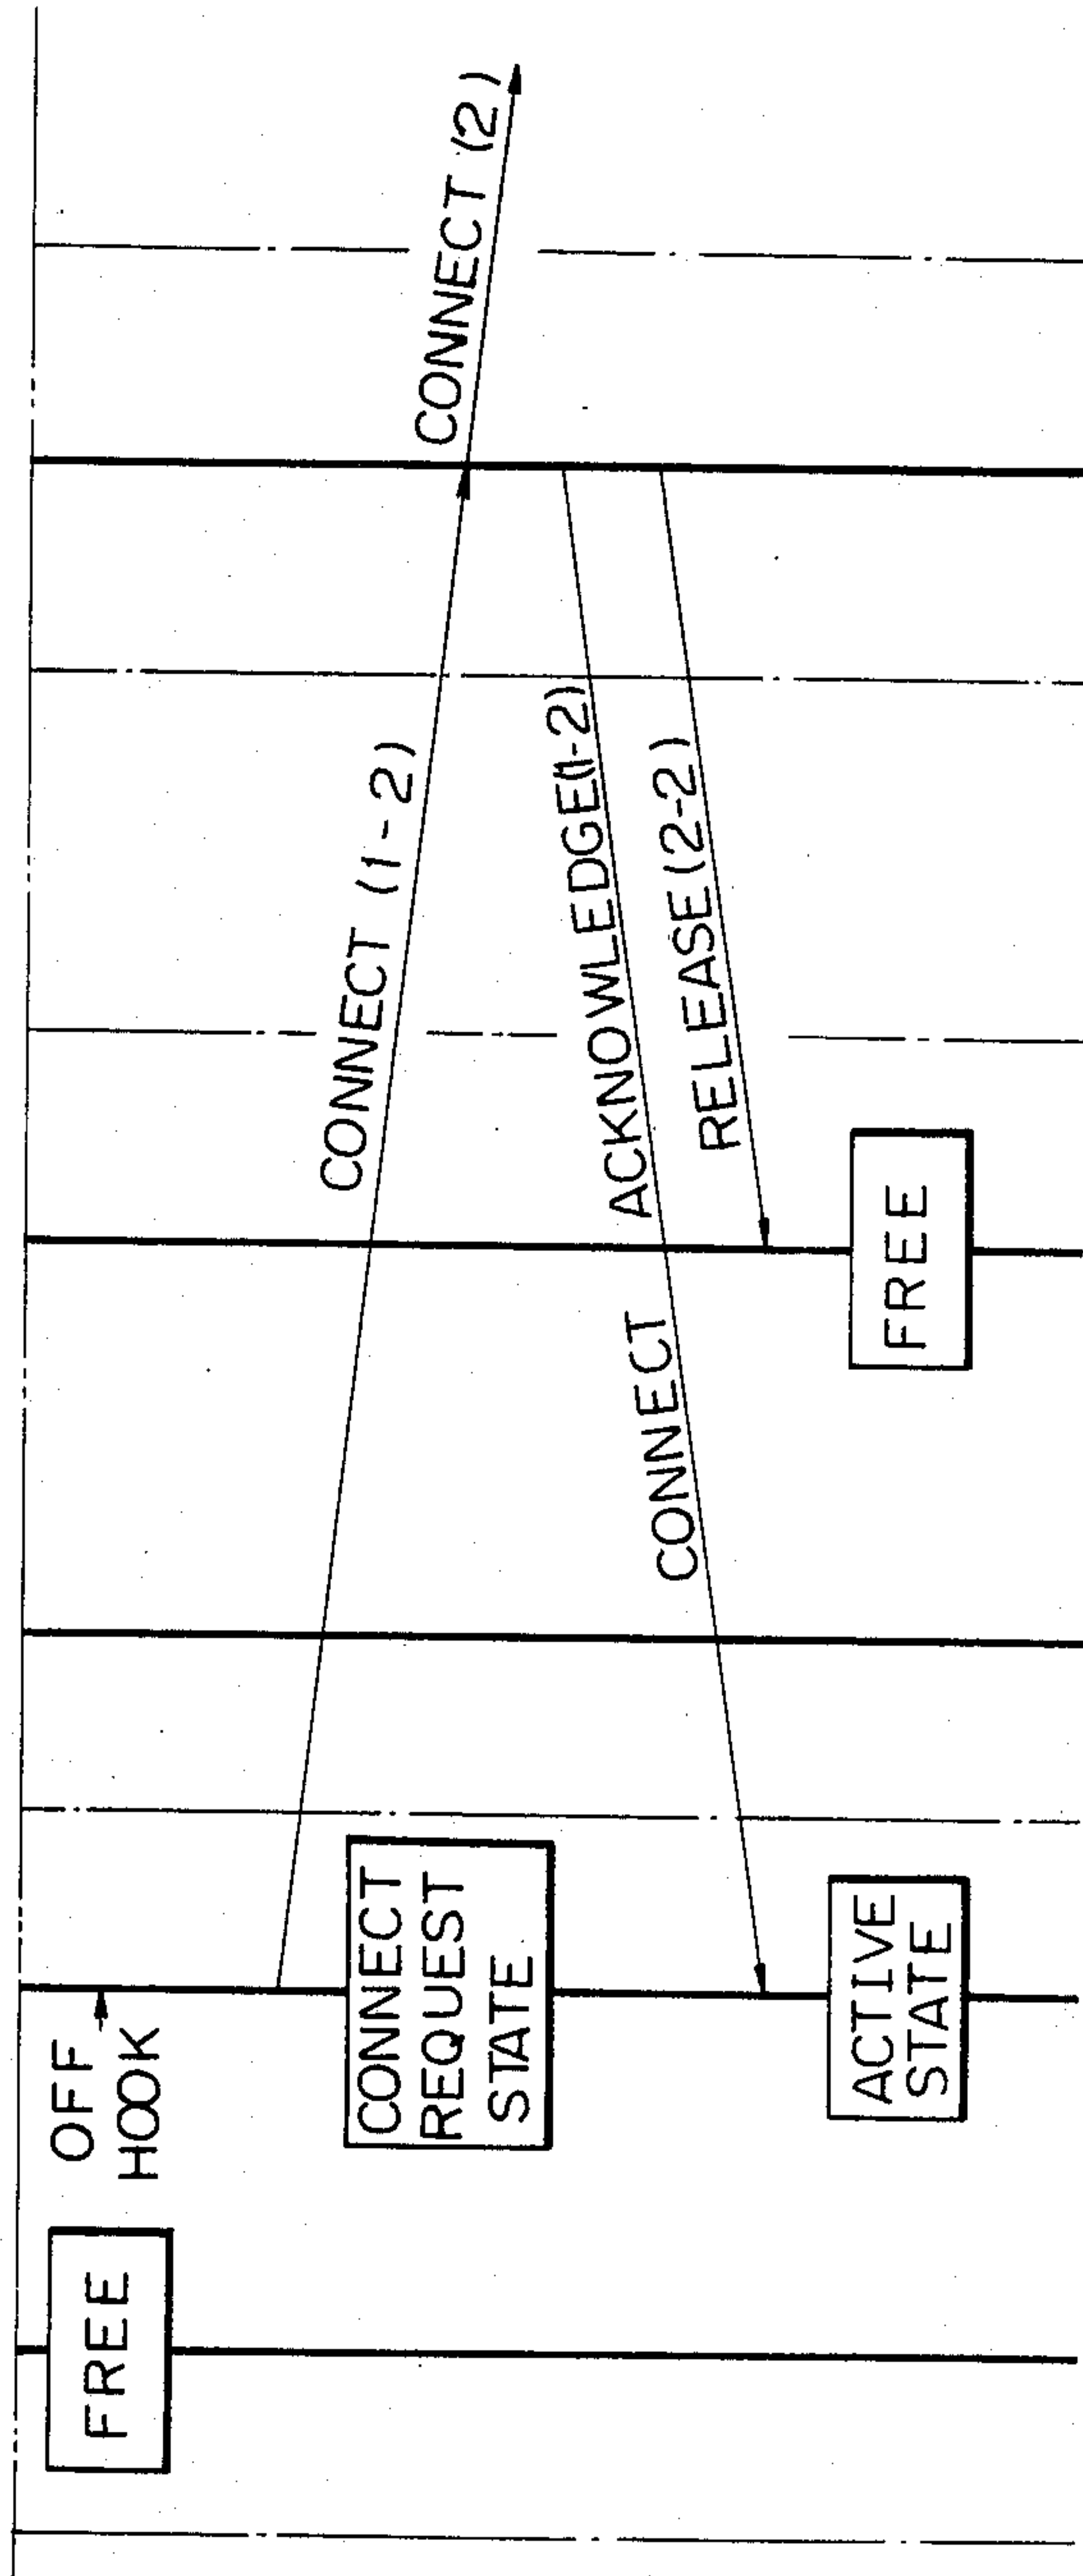 FREE
OFF
HOOK
CONNECT
REQUEST
STATE
ACTIVE
STATE
CONNECT (1-2)
CONNECT (2)
CONNECT ACKNOWLEDGE(1-2)
RELEASE (2-2)
FREE